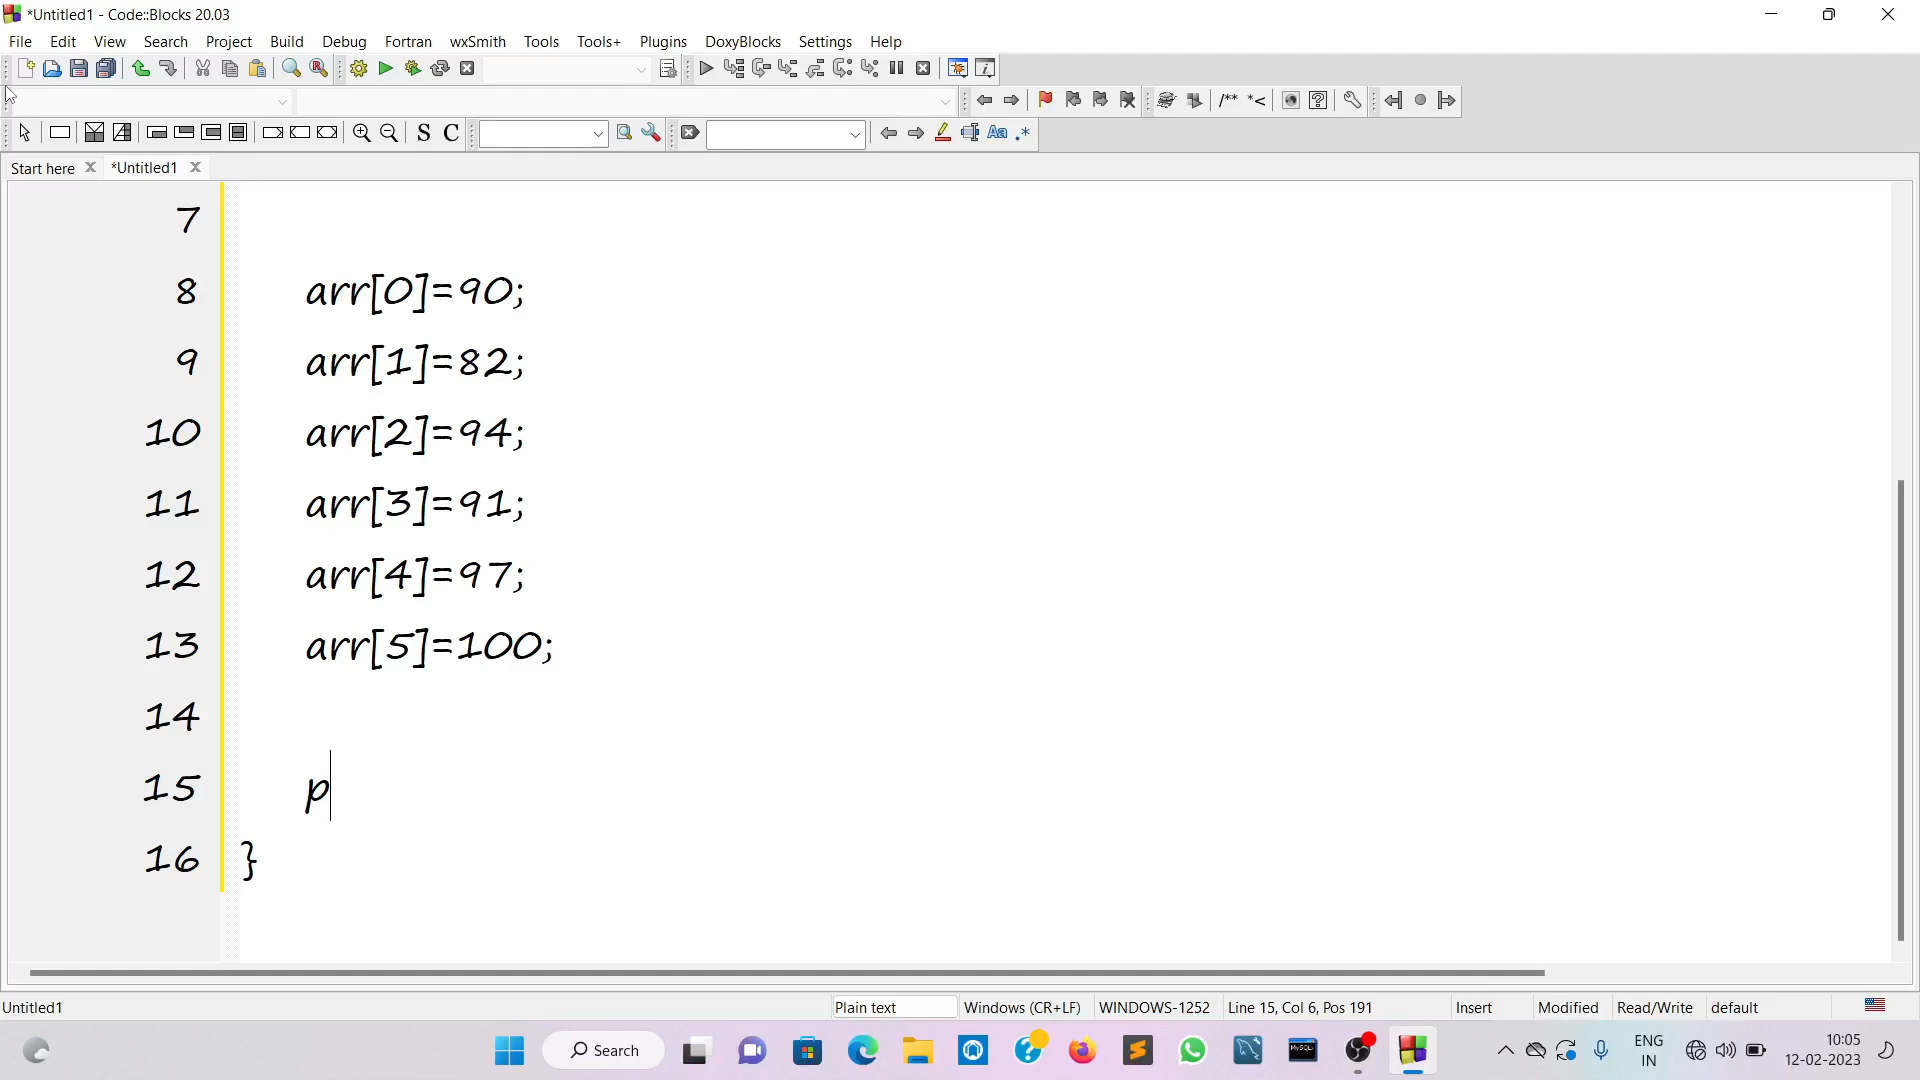 *Untitled1 - Code::Blocks 20.03
File Edit View Search Project Build Debug Fortran wxSmith Tools Tools+ Plugins DoxyBlocks Settings Help
/** *<
S C Aa .*
Start here *Untitled1
7
8 arr[0]=90;
9 arr[1]=82;
10 arr[2]=94;
11 arr[3]=91;
12 arr[4]=97;
13 arr[5]=100;
14
15 p
16 }
Untitled1 Plain text Windows (CR+LF) WINDOWS-1252 Line 15, Col 6, Pos 191 Insert Modified Read/Write default
Search
MySQL
ENG
IN
10:05
12-02-2023